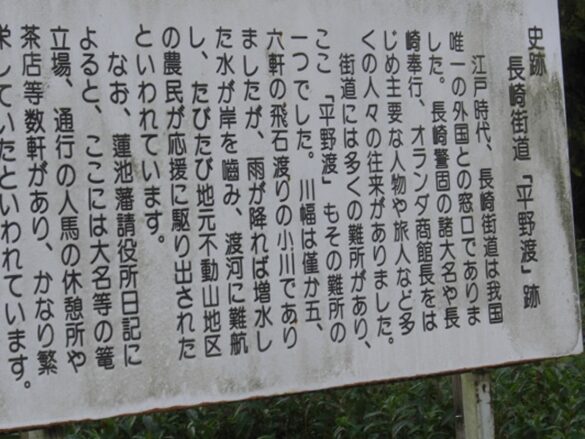 史跡
長崎街道「平野渡」跡
江戸時代、長崎街道は我国
唯一の外国との窓口でありま
した。長崎警固の諸大名や長
崎奉行、オランダ商館長をは
じめ主要な人物や旅人など多
くの人々の往来がありました。
街道には多くの難所があり、
ここ「平野渡」もその難所の
一つでした。川幅は僅か五、
六軒の飛石渡りの小川であり
ましたが、雨が降れば増水し
た水が岸を噛み、渡河に難航
し、たびたび地元不動山地区
の農民が応援に駆り出された
といわれています。
なお、蓮池藩請役所日記に
よると、ここには大名等の篭
立場、通行の人馬の休憩所や
茶店等数軒があり、かなり繁
栄していたといわれています。